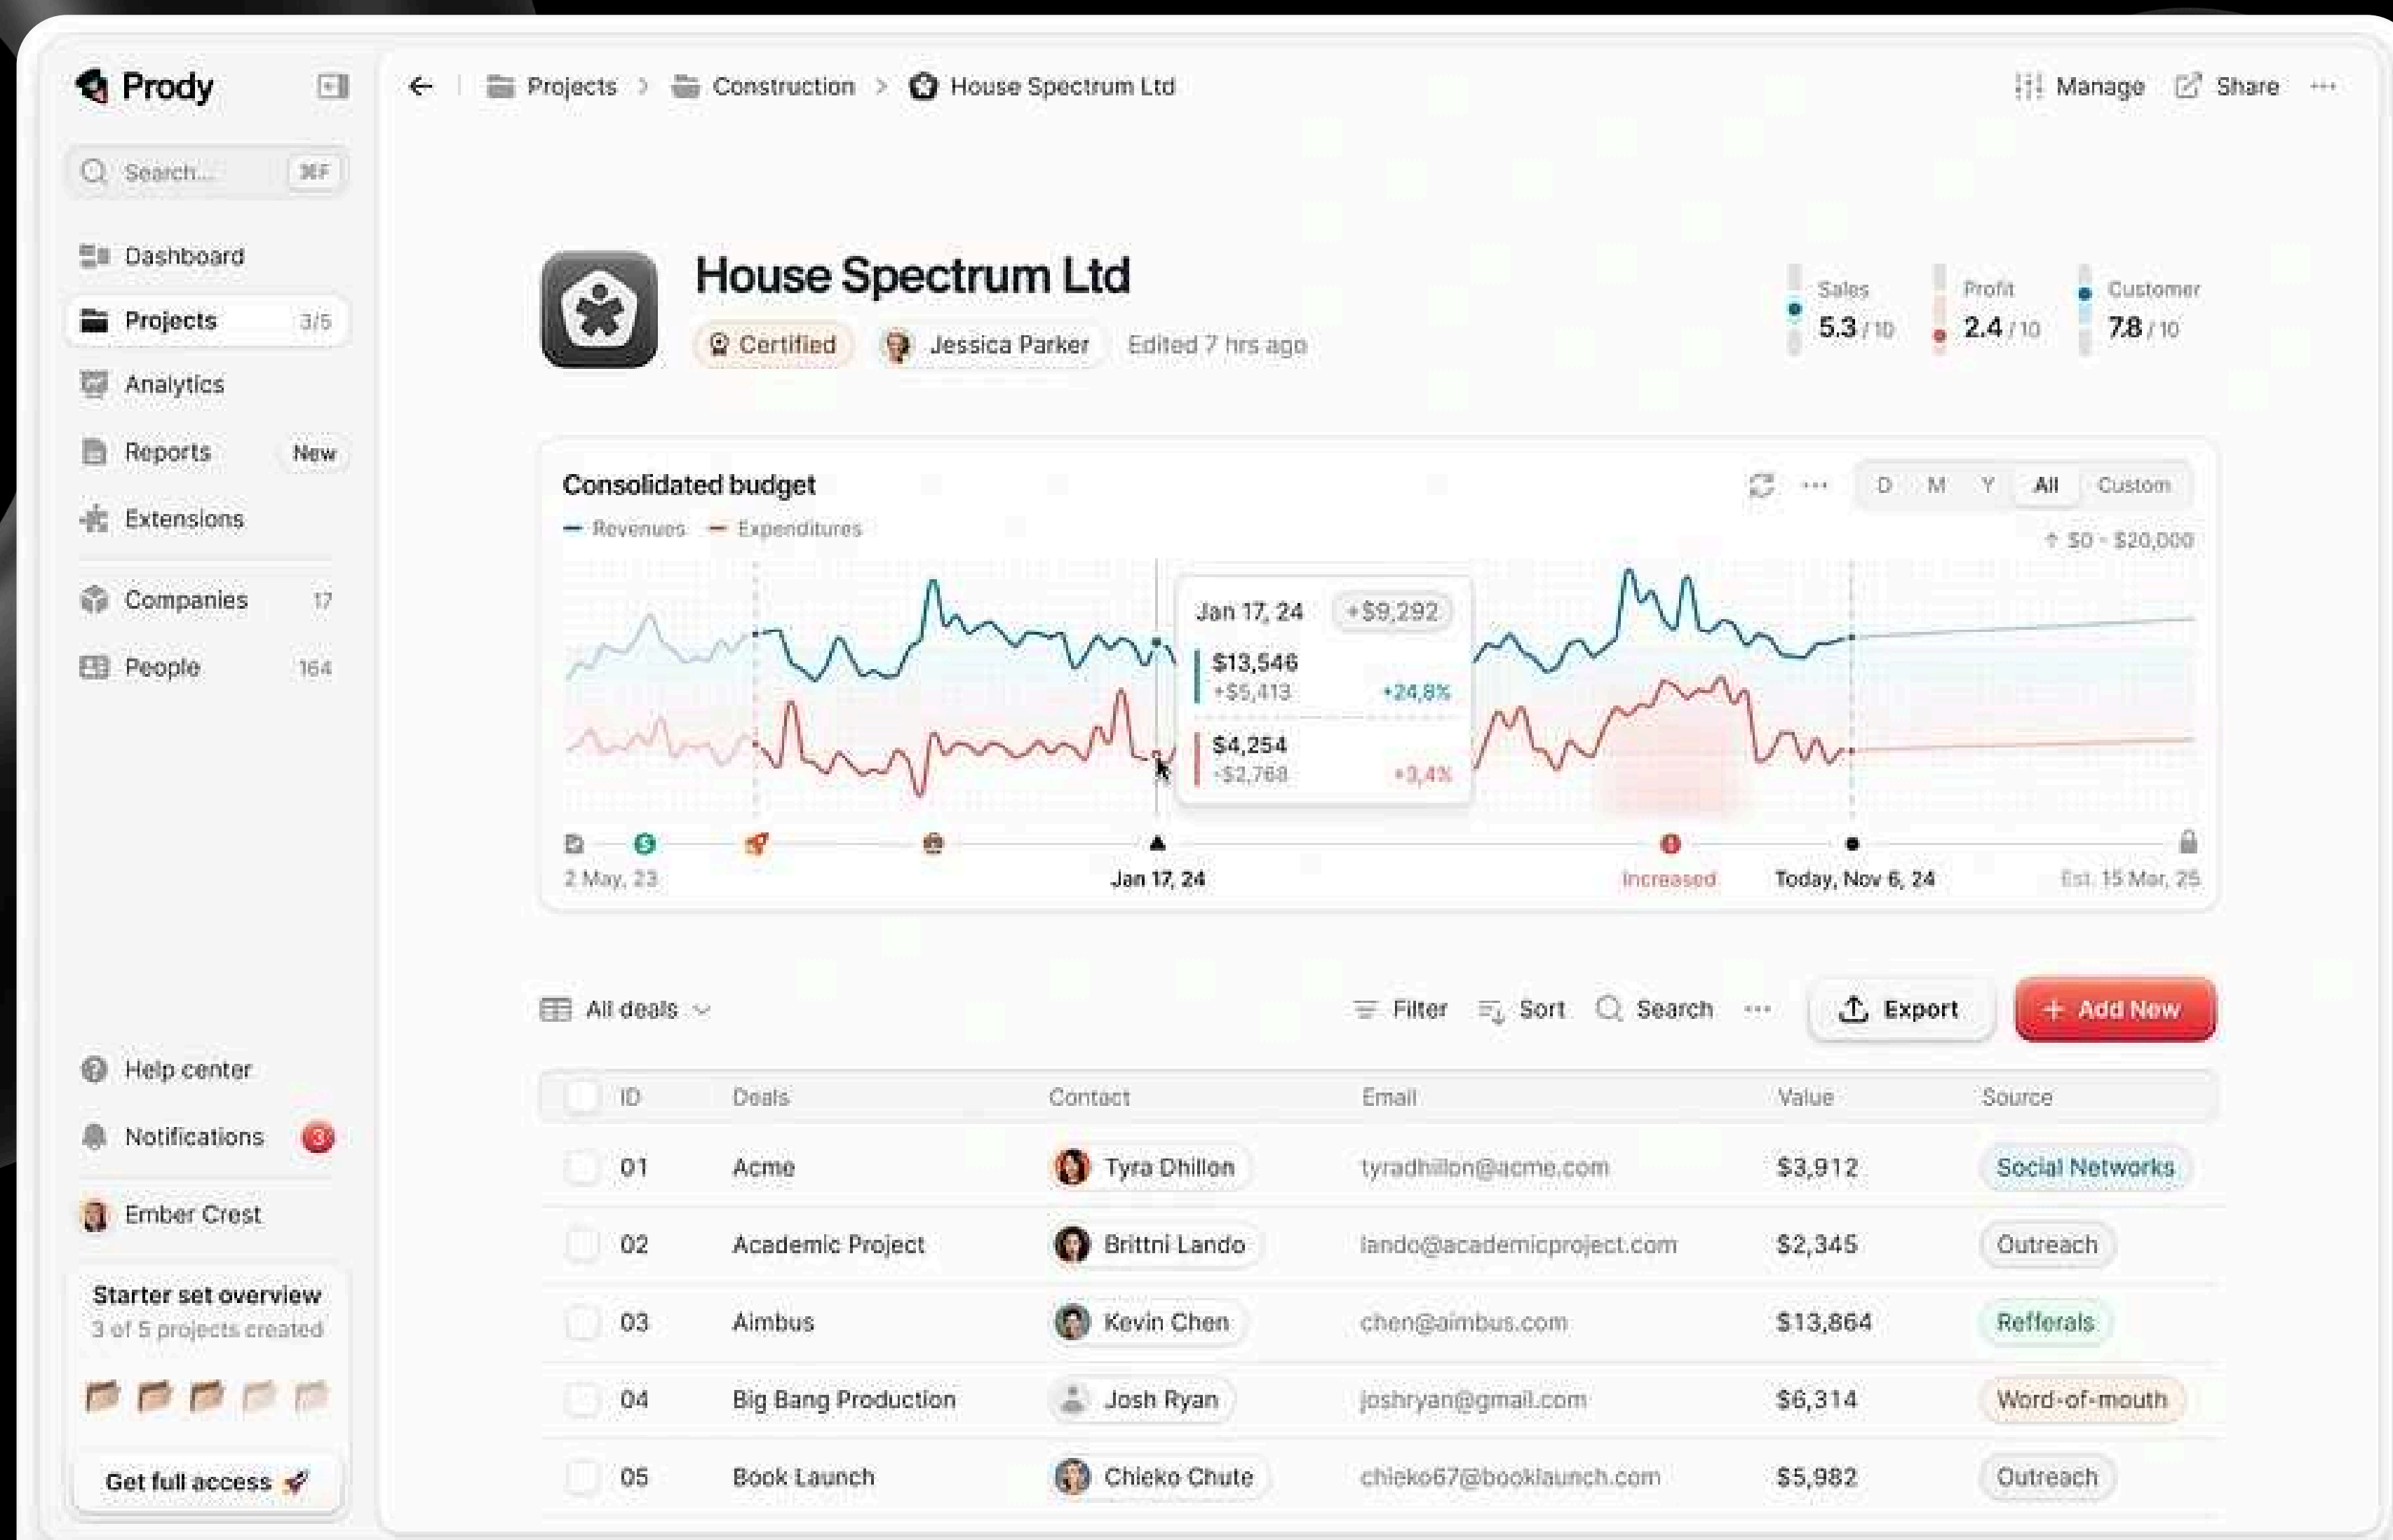 Prody
Search...
⌘F
Dashboard
Projects 3/5
Analytics
Reports New
Extensions
Companies 17
People 164
Help center
Notifications 3
Ember Crest
Starter set overview
3 of 5 projects created
Get full access
Projects > Construction > House Spectrum Ltd
Manage Share
House Spectrum Ltd
Certified Jessica Parker Edited 7 hrs ago
Sales
5.3 / 10
Profit
2.4 / 10
Customer
7.8 / 10
Consolidated budget
D M Y All Custom
Revenues Expenditures
↑ $0 - $20,000
Jan 17, 24 +$9,292
$13,546
+$5,413 +24,8%
$4,254
-$2,768 +3,4%
2 May, 23 Jan 17, 24 Increased Today, Nov 6, 24 Est. 15 Mar, 25
All deals Filter Sort Search Export + Add New
ID Deals Contact Email Value Source
01 Acme Tyra Dhillon tyradhillon@acme.com $3,912 Social Networks
02 Academic Project Brittni Lando lando@academicproject.com $2,345 Outreach
03 Aimbus Kevin Chen chen@aimbus.com $13,864 Refferals
04 Big Bang Production Josh Ryan joshryan@gmail.com $6,314 Word-of-mouth
05 Book Launch Chieko Chute chieko67@booklaunch.com $5,982 Outreach